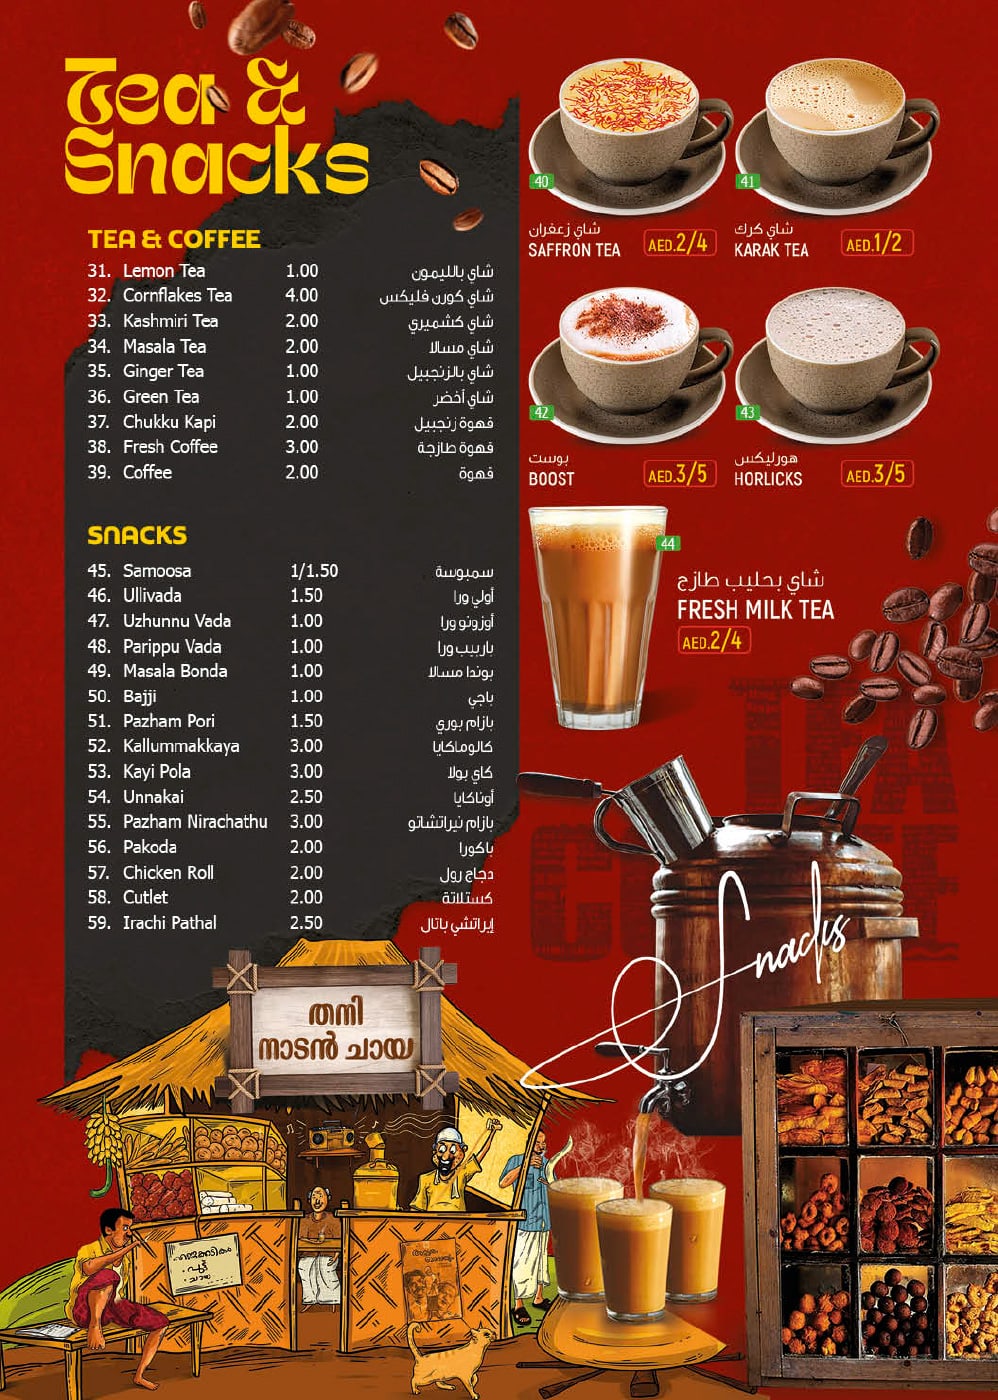 Tea &
Snacks
TEA & COFFEE
31. Lemon Tea 1.00 شاي بالليمون
32. Cornflakes Tea 4.00 شاي كورن فليكس
33. Kashmiri Tea 2.00 شاي كشميري
34. Masala Tea 2.00 شاي مسالا
35. Ginger Tea 1.00 شاي بالزنجبيل
36. Green Tea 1.00 شاي أخضر
37. Chukku Kapi 2.00 قهوة زنجبيل
38. Fresh Coffee 3.00 قهوة طازجة
39. Coffee 2.00 قهوة
SNACKS
45. Samoosa 1/1.50 سمبوسة
46. Ullivada 1.50 أولي ورا
47. Uzhunnu Vada 1.00 أوزونو ورا
48. Parippu Vada 1.00 باربيب ورا
49. Masala Bonda 1.00 بوندا مسالا
50. Bajji 1.00 باجي
51. Pazham Pori 1.50 بازام بوري
52. Kallummakkaya 3.00 كالوماكايا
53. Kayi Pola 3.00 كاي بولا
54. Unnakai 2.50 أوناكايا
55. Pazham Nirachathu 3.00 بازام نيراتشاتو
56. Pakoda 2.00 باكورا
57. Chicken Roll 2.00 دجاج رول
58. Cutlet 2.00 كستلاتة
59. Irachi Pathal 2.50 إيراتشي باتال
40
شاي زعفران
SAFFRON TEA AED.2/4
41
شاي كرك
KARAK TEA AED.1/2
42
بوست
BOOST AED.3/5
43
هورليكس
HORLICKS AED.3/5
44
شاي بحليب طازج
FRESH MILK TEA
AED.2/4
TEA
COFFEE
Snacks
തനി
നാടൻ ചായ
പുട്ട്
ചായ